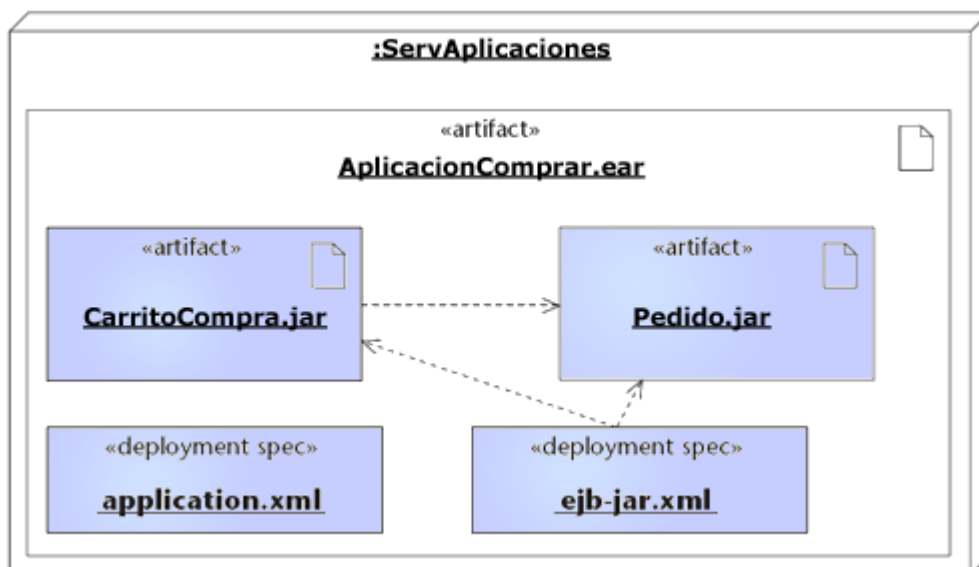 :ServAplicaciones
«artifact»
AplicacionComprar.ear
«artifact»
CarritoCompra.jar
«artifact»
Pedido.jar
«deployment spec»
application.xml
«deployment spec»
ejb-jar.xml